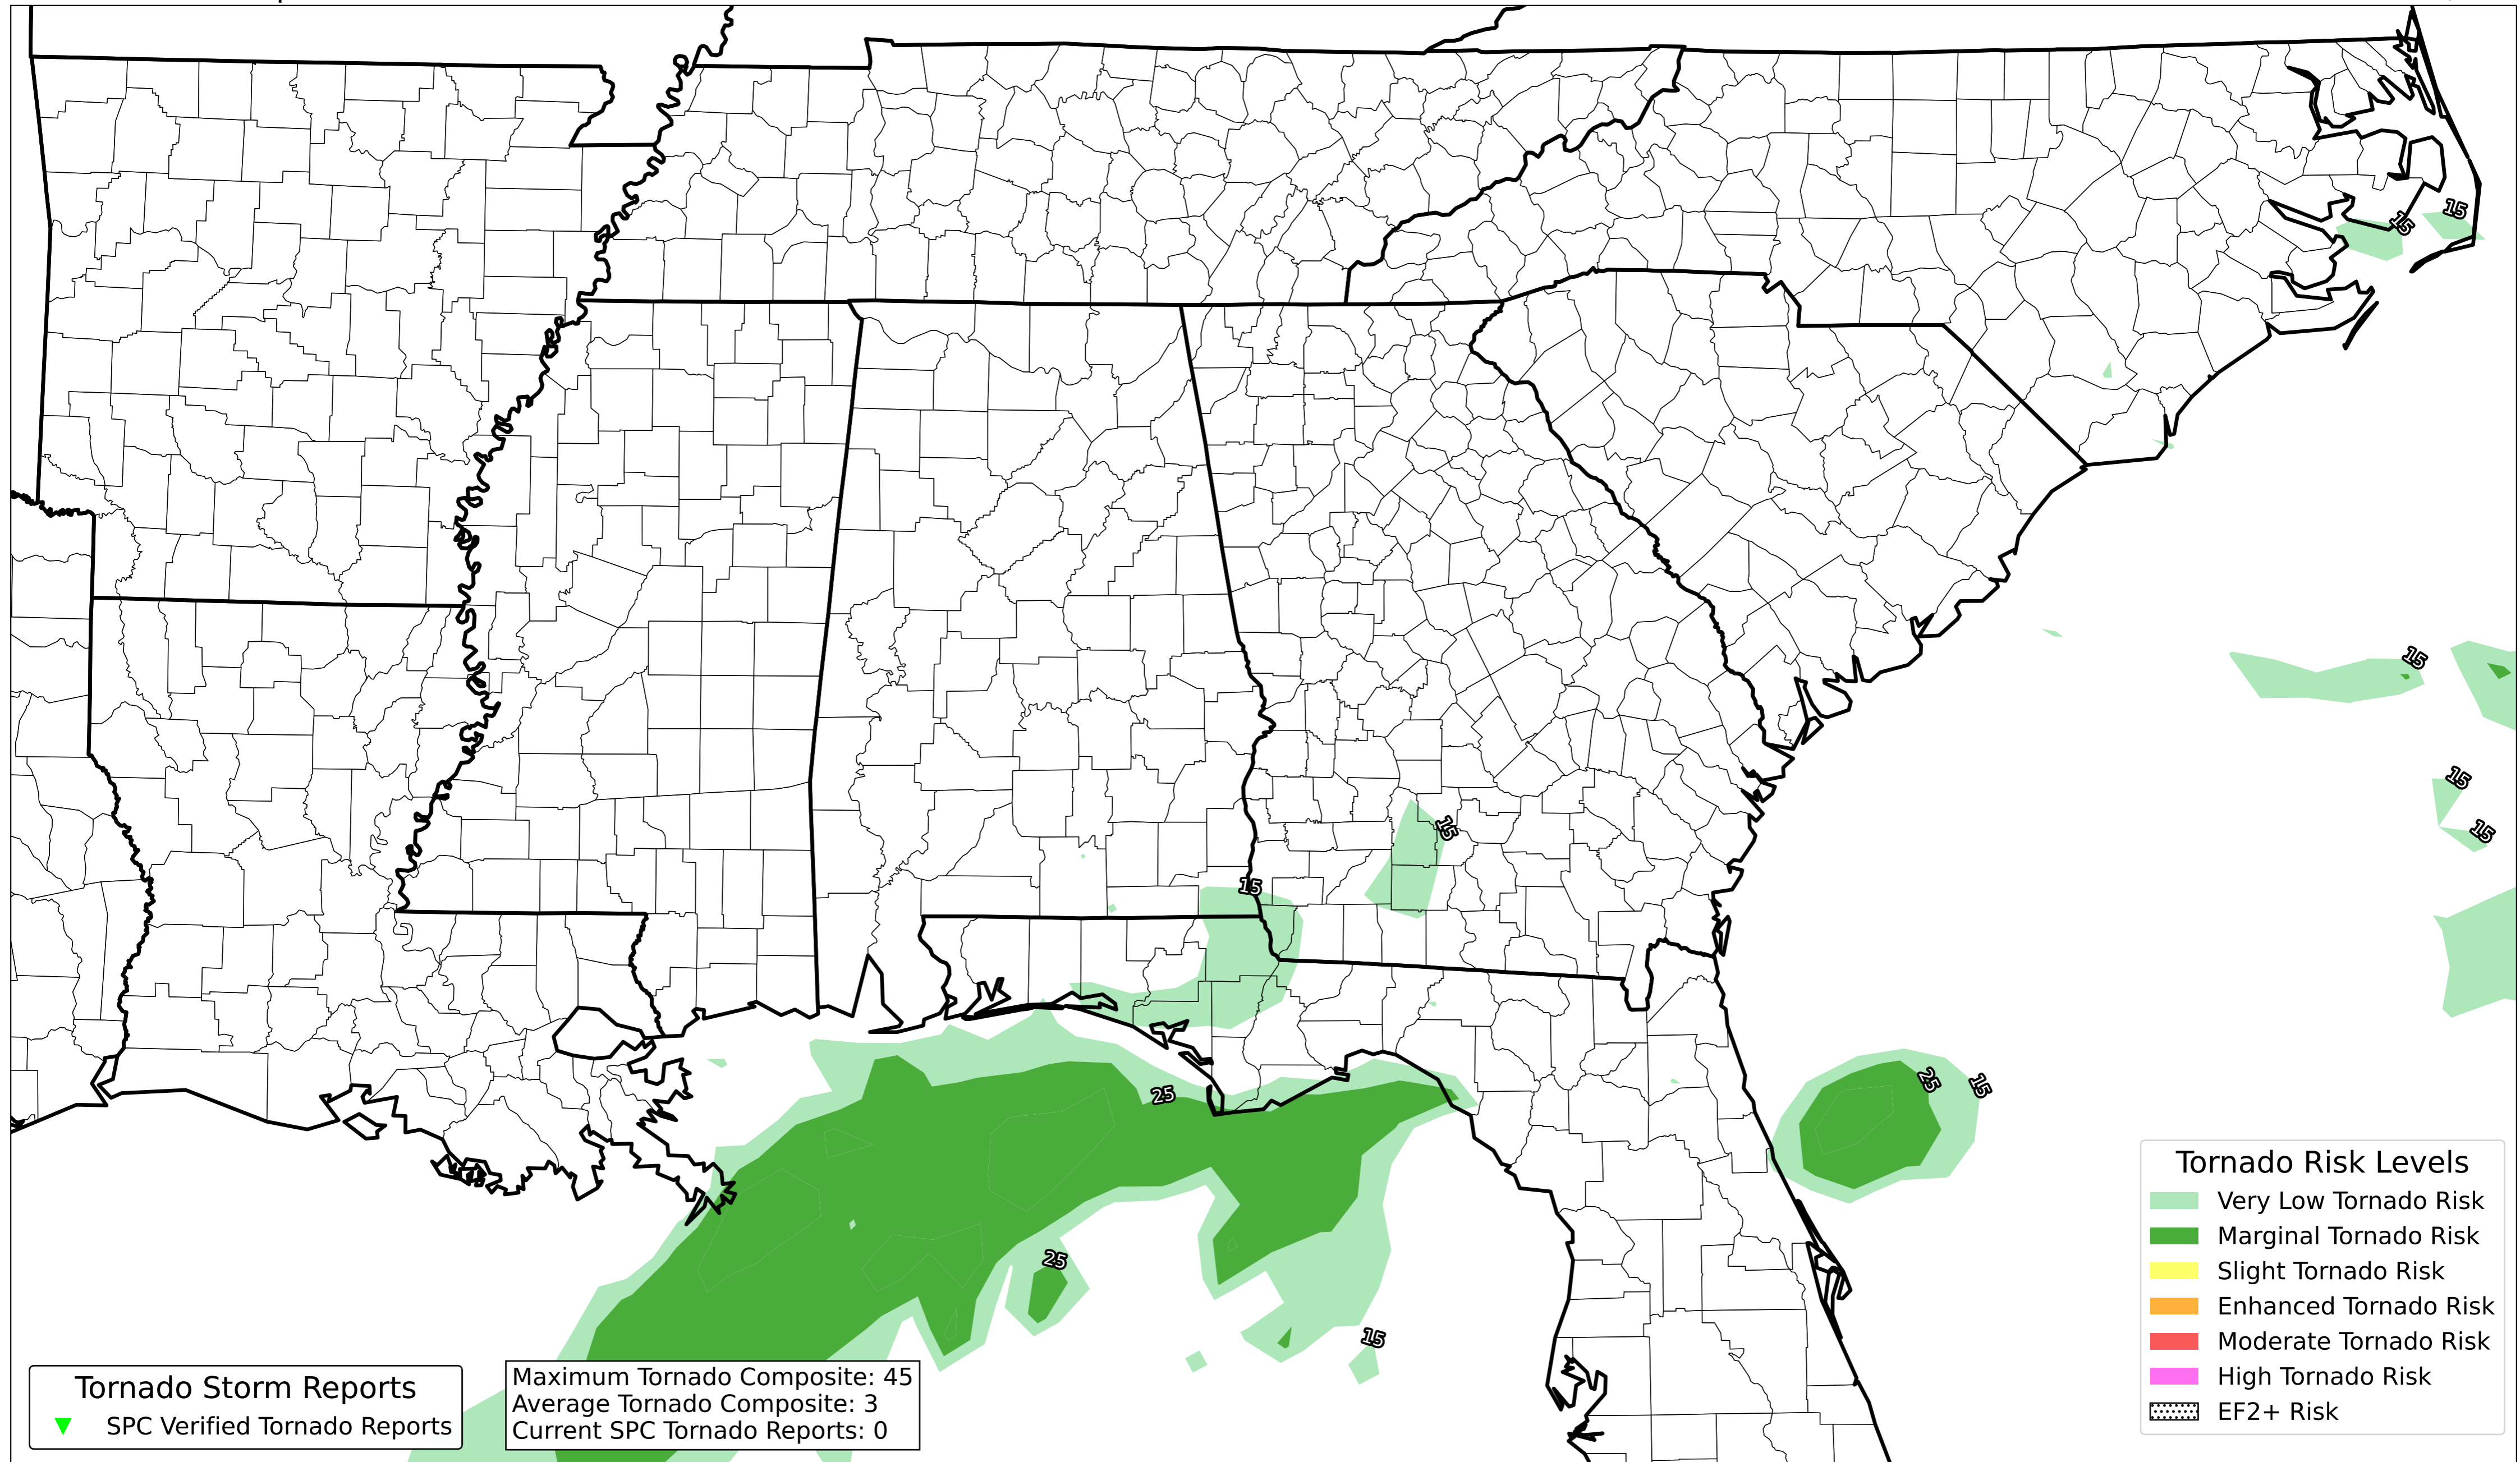 15
15
15
15
15
15
15
15
25
25
15
25
15
Tornado Risk Levels
Very Low Tornado Risk
Marginal Tornado Risk
Slight Tornado Risk
Enhanced Tornado Risk
Moderate Tornado Risk
High Tornado Risk
EF2+ Risk
Tornado Storm Reports
SPC Verified Tornado Reports
Maximum Tornado Composite: 45
Average Tornado Composite: 3
Current SPC Tornado Reports: 0